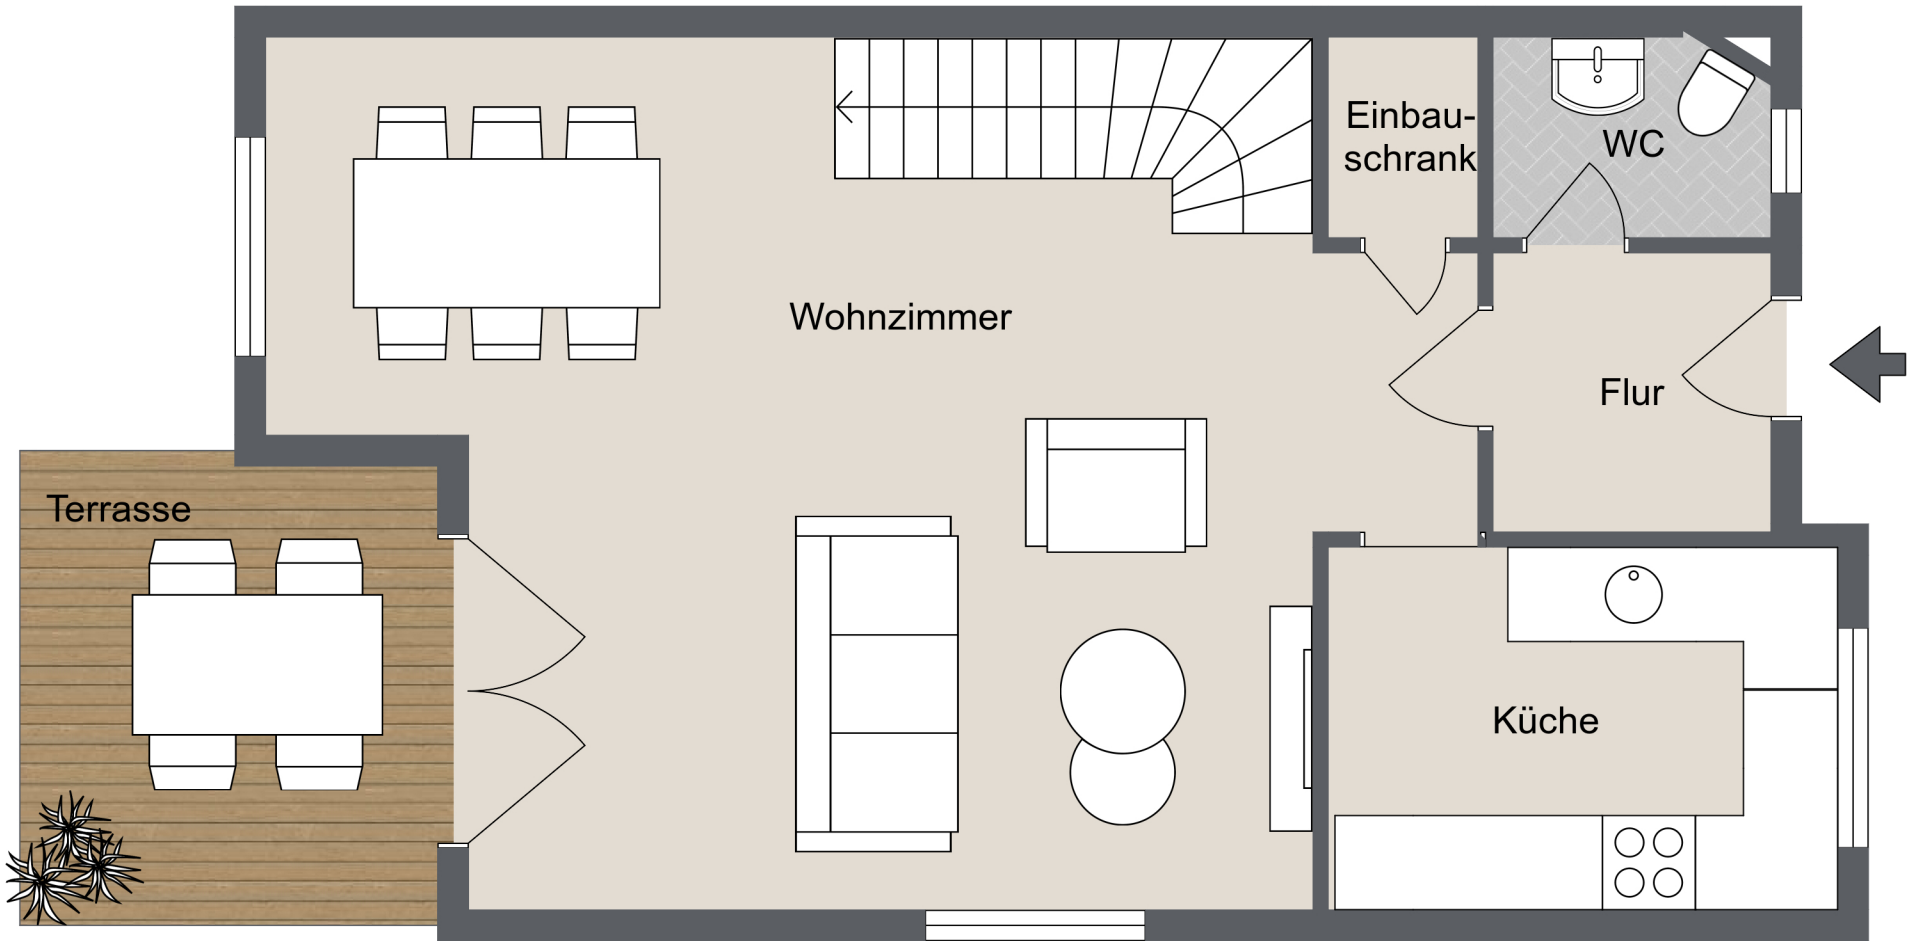 Einbau-
schrank
WC
Wohnzimmer
Flur
Terrasse
Küche